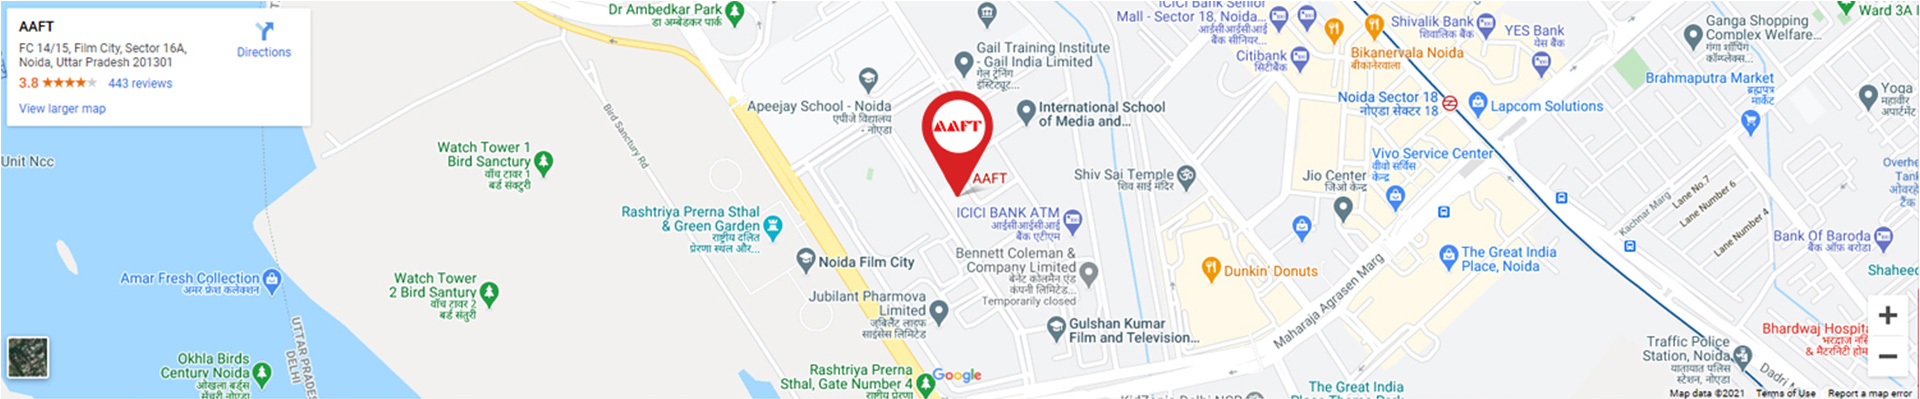 AAFT
FC 14/15, Film City, Sector 16A,
Noida, Uttar Pradesh 201301
3.8
443 reviews
View larger map
Directions
Dr Ambedkar Park
डा अम्बेडकर पार्क
Gail Training Institute
- Gail India Limited
गेल ट्रेनिंग
इंस्टिट्यूट...
Apeejay School - Noida
एपीजे विद्यालय
- नोएडा
International School
of Media and...
AAFT
AAFT
Bird Sanctury Rd
Unit Ncc
Watch Tower 1
Bird Sanctury
वॉच टावर 1
बर्ड संक्टुरी
Rashtriya Prerna Sthal
& Green Garden
राष्ट्रीय दलित
प्रेरणा स्थल और...
Noida Film City
Amar Fresh Collection
अमर फ्रेश कलेक्शन
Watch Tower
2 Bird Santury
वॉच टावर 2
बर्ड संतुरी
Okhla Birds
Century Noida
ओखला बर्ड्स
सेंचुरी नोएडा
DELHI
Jubilant Pharmova
Limited
जुबिलैंट लाइफ
साइंसेस लिमिटेड
Rashtriya Prerna
Sthal, Gate Number 4
राष्ट्रीय प्रेरणा
Google
ICICI BANK ATM
आईसीआईसीआई
बैंक एटीएम
Bennett Coleman &
Company Limited
बेनेट कोलमैन एंड
कंपनी लिमिटेड...
Temporarily closed
Gulshan Kumar
Film and Television...
Shiv Sai Temple
शिव साई मंदिर
ICICI Bank Senior
Mall - Sector 18, Noida...
आईसीआईसीआई
बैंक सीनियर...
Citibank
सिटीबैंक
Bikanervala Noida
बीकानेरवाला
Shivalik Bank
शिवालिक बैंक
YES Bank
येस बैंक
Noida Sector 18
नोएडा सेक्टर 18
Lapcom Solutions
Vivo Service Center
वीवो सर्विस
केन्द्र
Jio Center
जिओ केन्द्र
Dunkin' Donuts
The Great India
Place, Noida
Maharaja Agrasen Marg
The Great India
Ganga Shopping
Complex Welfare...
गंगा शॉपिंग
कॉम्प्लेक्स...
Ward 3A
Brahmaputra Market
ब्रह्मपुत्र
मार्केट
Yoga
महावीर
अपार्टमेंट
Kachnar Marg
Lane No.7
Lane Number 6
Lane Number 4
Bank Of Baroda
बैंक ऑफ़ बरोडा
Shaheed
Bhardwaj Hospita
भारद्वाज
& मैटरनिटी होम
Traffic Police
Station, Noida
यातायात पुलिस
स्टेशन, नोएडा
Dadri
+
−
Map data ©2021 Terms of Use Report a map error